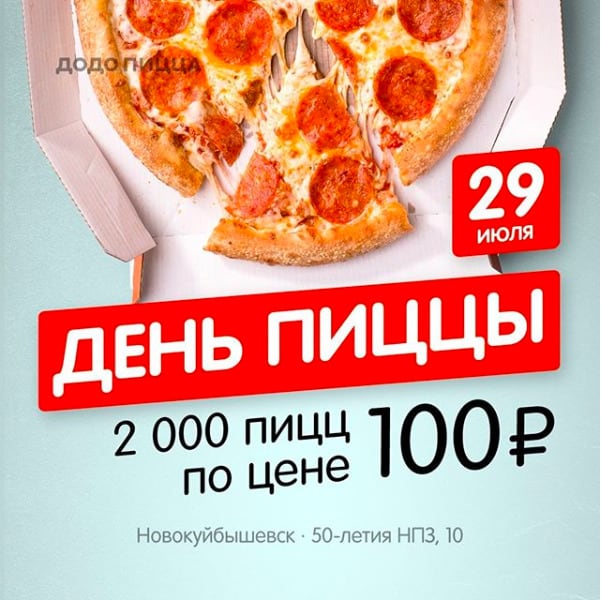 ДОДО ПИЦЦА
29
ИЮЛЯ
ДЕНЬ ПИЦЦЫ
2 000 пицц
по цене 100₽
Новокуйбышевск · 50-летия НПЗ, 10